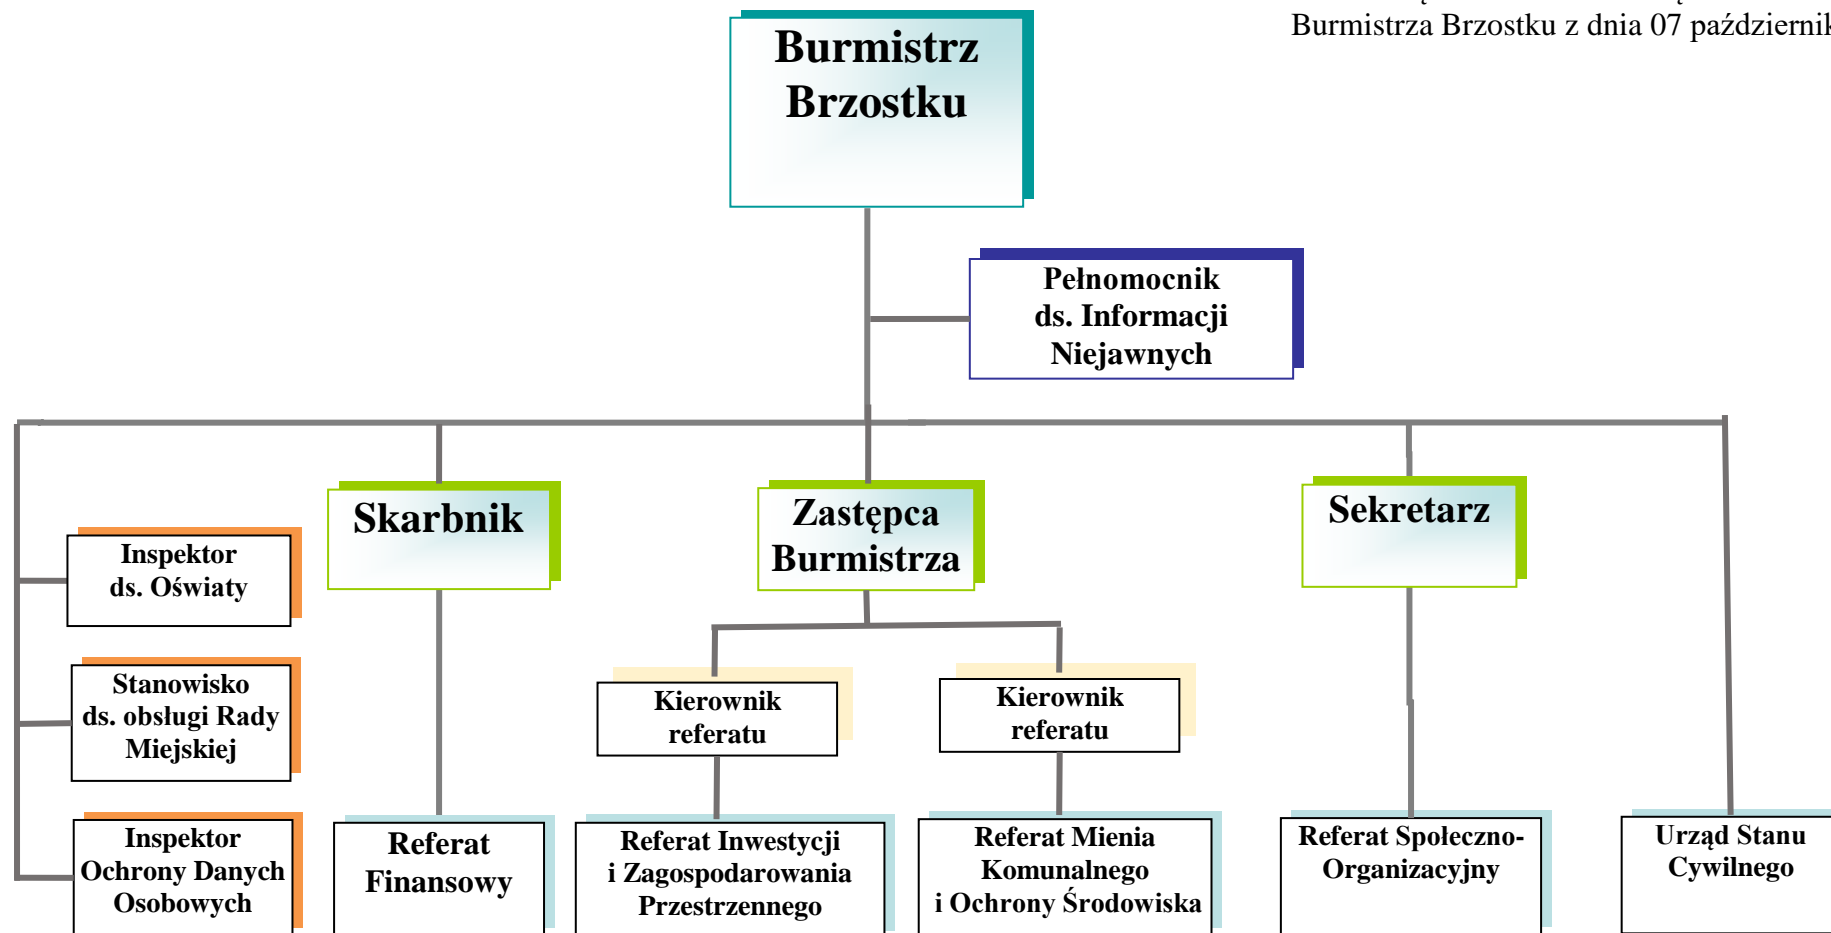 Burmistrza Brzostku z dnia 07
Burmistrz
Brzostku
Pełnomocnik
ds. Informacji
Niejawnych
Skarbnik
Zastępca
Burmistrza
Sekretarz
Inspektor
ds. Oświaty
Stanowisko
ds. obsługi Rady
Miejskiej
Kierownik
referatu
Kierownik
referatu
Inspektor
Ochrony Danych
Osobowych
Referat
Finansowy
Referat Inwestycji
i Zagospodarowania
Przestrzennego
Referat Mienia
Komunalnego
i Ochrony Środowiska
Referat Społeczno-
Organizacyjny
Urząd Stanu
Cywilnego